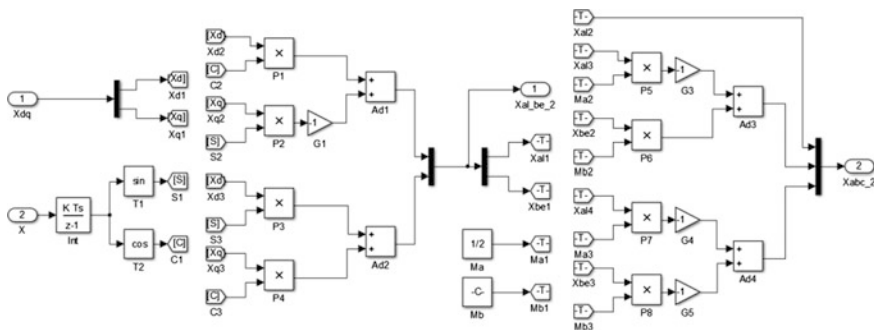 1
Xdq
[Xd]
Xd1
[Xq]
Xq1
2
X
K Ts
z-1
Int
sin
T1
cos
T2
[S]
S1
[C]
C1
[Xd]
Xd2
[C]
C2
×
P1
[Xq]
Xq2
[S]
S2
×
P2
-1
G1
+
+
Ad1
[Xd]
Xd3
[S]
S3
×
P3
[Xq]
Xq3
[C]
C3
×
P4
+
+
Ad2
1
Xal_be_2
-T-
Xal1
-T-
Xbe1
1/2
Ma
-T-
Ma1
-C-
Mb
-T-
Mb1
-T-
Xal2
-T-
Xal3
-T-
Ma2
×
P5
-1
G3
-T-
Xbe2
-T-
Mb2
×
P6
+
+
Ad3
-T-
Xal4
-T-
Ma3
×
P7
-1
G4
-T-
Xbe3
-T-
Mb3
×
P8
-1
G5
+
+
Ad4
2
Xabc_2